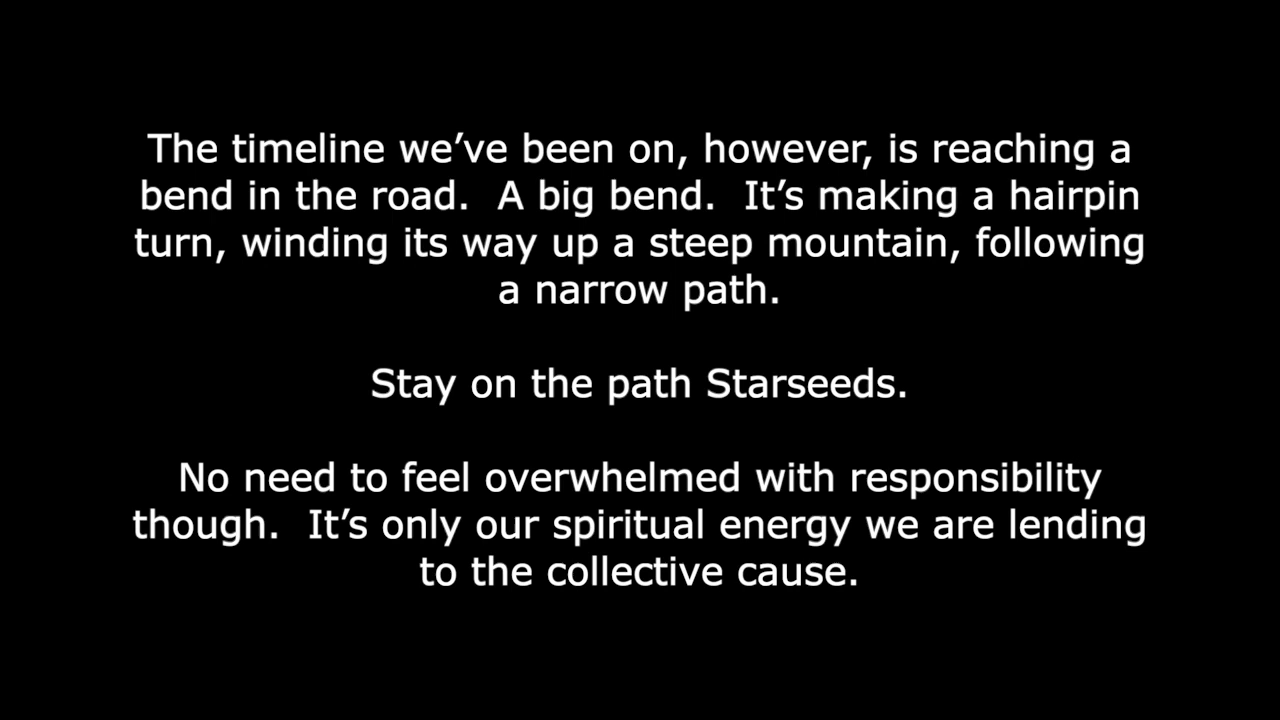 The timeline we’ve been on, however, is reaching a
bend in the road.  A big bend.  It’s making a hairpin
turn, winding its way up a steep mountain, following
a narrow path.
Stay on the path Starseeds.
No need to feel overwhelmed with responsibility
though.  It’s only our spiritual energy we are lending
to the collective cause.